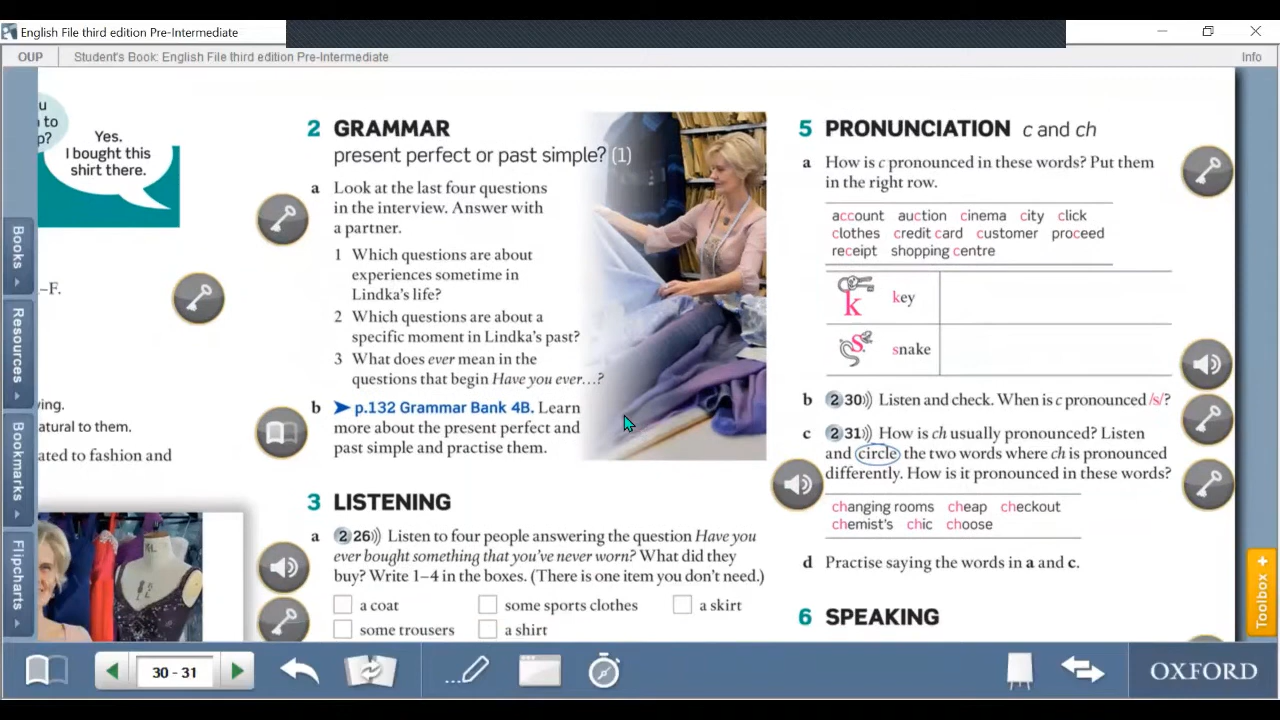 English File third edition Pre-Intermediate
OUP
Student's Book: English File third edition Pre-Intermediate
Info
Books
Resources
Bookmarks
Flipcharts
u
to
p?
Yes.
I bought this
shirt there.
–F.
ying.
atural to them.
ated to fashion and
2 GRAMMAR
present perfect or past simple? (1)
a Look at the last four questions
in the interview. Answer with
a partner.
1 Which questions are about
experiences sometime in
Lindka's life?
2 Which questions are about a
specific moment in Lindka's past?
3 What does ever mean in the
questions that begin Have you ever…?
b ➤ p.132 Grammar Bank 4B. Learn
more about the present perfect and
past simple and practise them.
3 LISTENING
a 2 26)) Listen to four people answering the question Have you
ever bought something that you've never worn? What did they
buy? Write 1–4 in the boxes. (There is one item you don't need.)
a coat some sports clothes a skirt
some trousers a shirt
5 PRONUNCIATION c and ch
a How is c pronounced in these words? Put them
in the right row.
account auction cinema city click
clothes credit card customer proceed
receipt shopping centre
k key
s snake
b 2 30)) Listen and check. When is c pronounced /s/?
c 2 31)) How is ch usually pronounced? Listen
and circle the two words where ch is pronounced
differently. How is it pronounced in these words?
changing rooms cheap checkout
chemist's chic choose
d Practise saying the words in a and c.
6 SPEAKING
Toolbox +
30 - 31
OXFORD